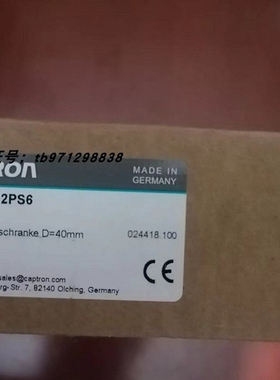 RON
MADE IN
GERMANY
号: tb971298838
2PS6
schranke D=40mm
024418.100
sales@captron.com
rg-Str. 7, 82140 Olching, Germany
CE